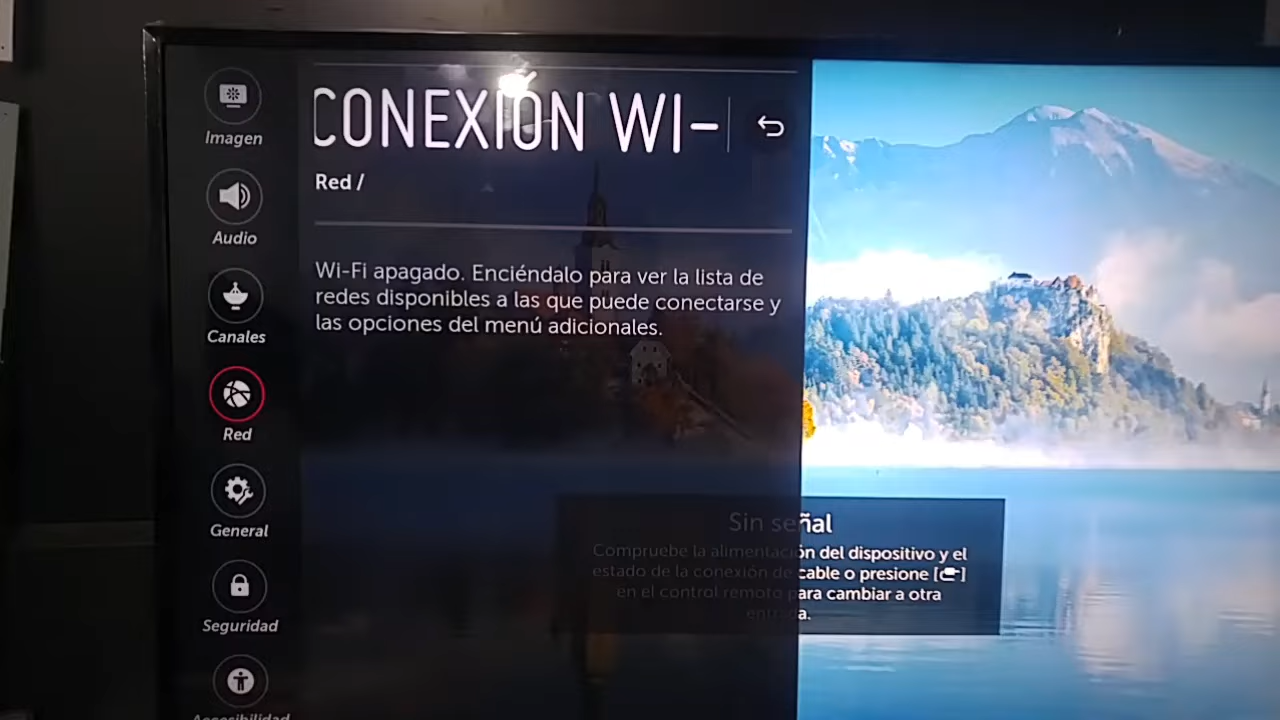 Imagen
Audio
Canales
Red
General
Seguridad
Accesibilidad
CONEXIÓN WI-
Red /
Wi-Fi apagado. Enciéndalo para ver la lista de
redes disponibles a las que puede conectarse y
las opciones del menú adicionales.
Sin señal
Compruebe la alimentación del dispositivo y el
estado de la conexión de cable o presione [ ]
en el control remoto para cambiar a otra
entrada.